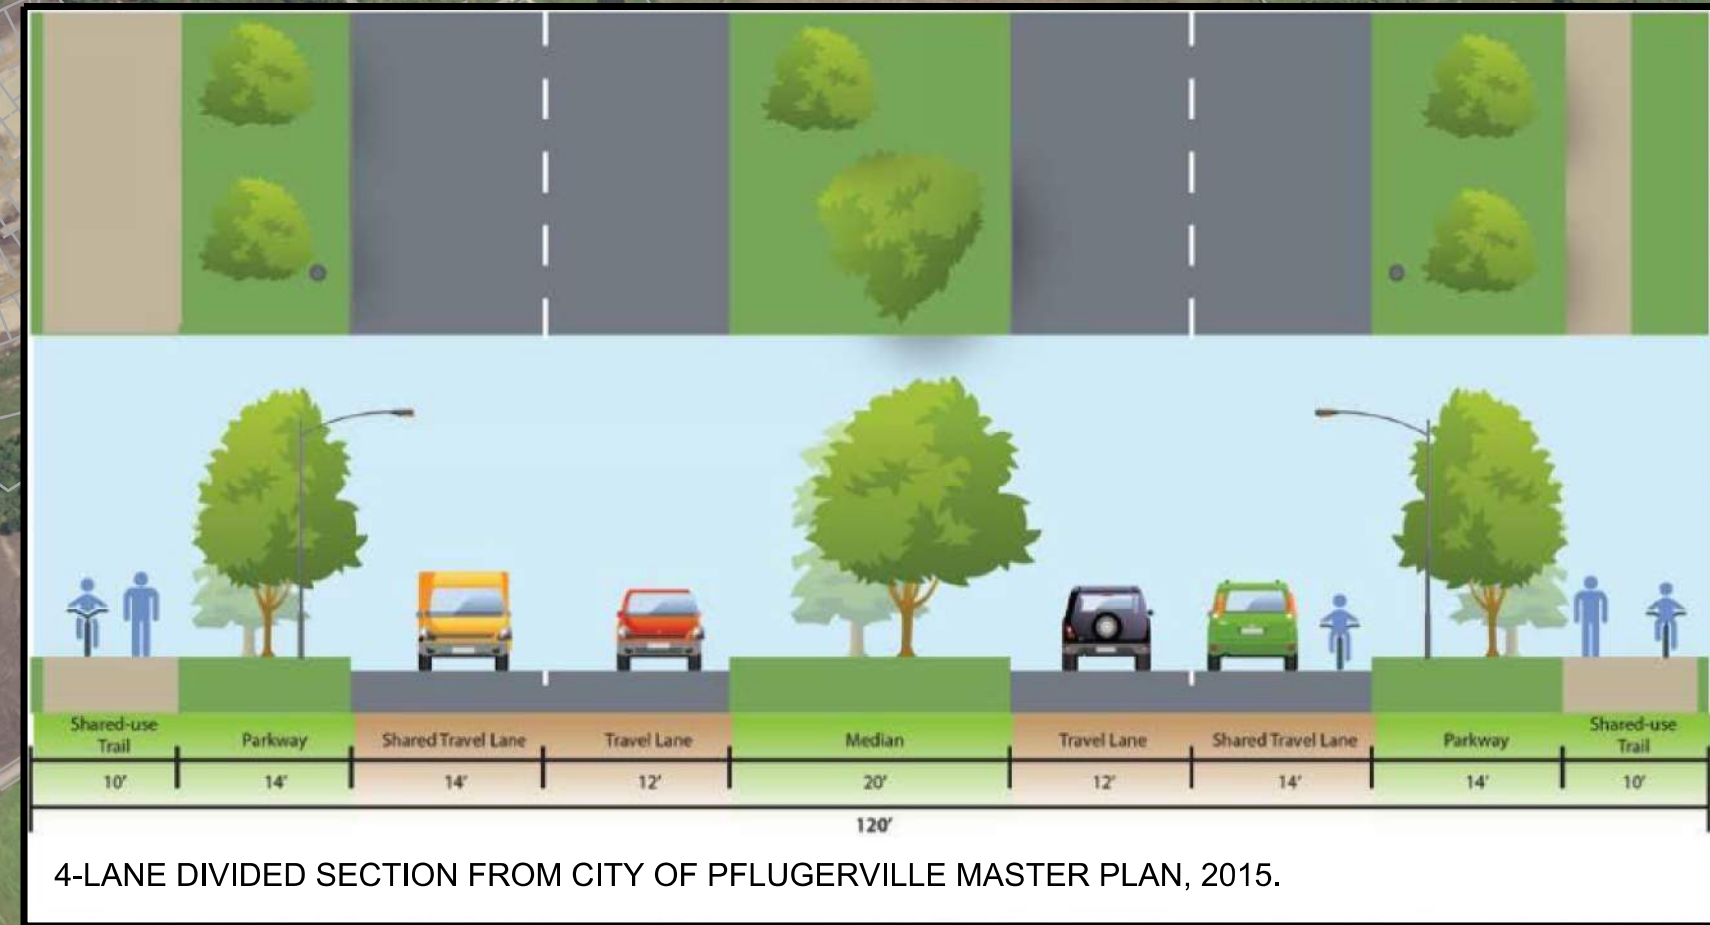 Shared-use Trail Parkway Shared Travel Lane Travel Lane Median Travel Lane Shared Travel Lane Parkway Shared-use Trail
10' 14' 14' 12' 20' 12' 14' 14' 10'
120'
4-LANE DIVIDED SECTION FROM CITY OF PFLUGERVILLE MASTER PLAN, 2015.